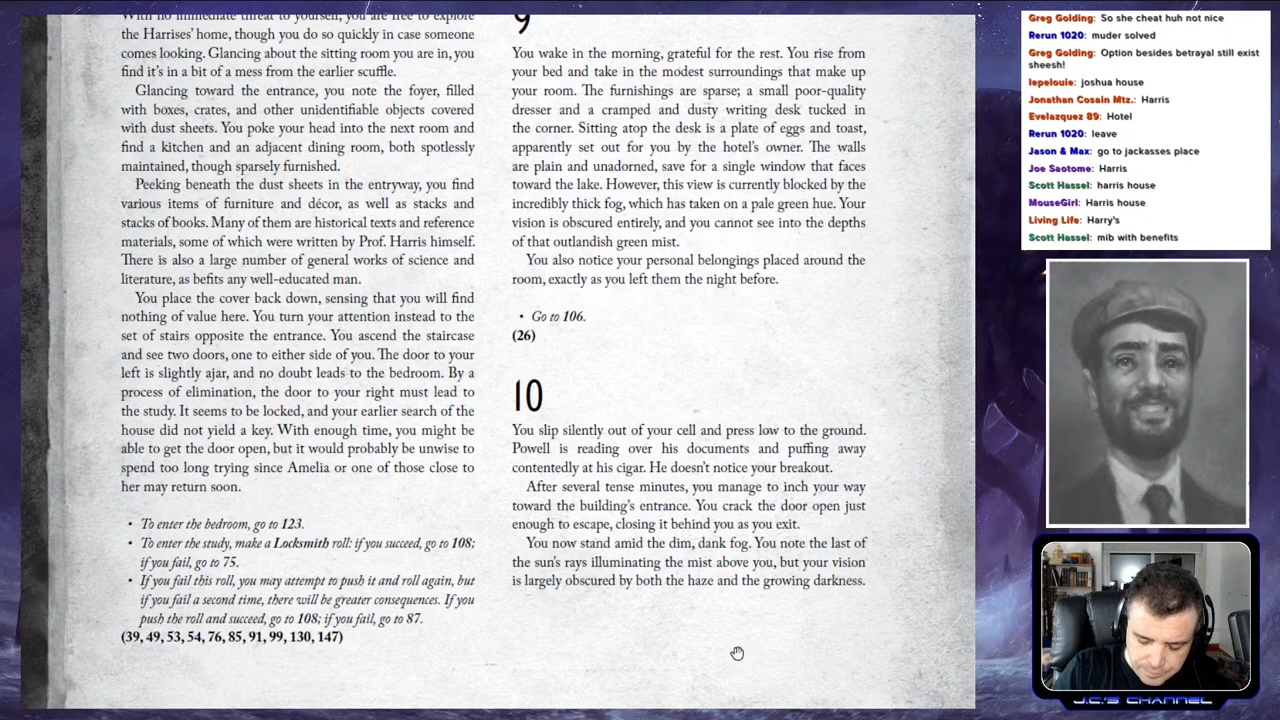 With no immediate threat to yourself, you are free to explore
the Harrises' home, though you do so quickly in case someone
comes looking. Glancing about the sitting room you are in, you
find it's in a bit of a mess from the earlier scuffle.
Glancing toward the entrance, you see the foyer, filled
with boxes, crates, and other unidentifiable objects covered
with dust sheets. You poke your head into the next room and
find a kitchen and an adjacent dining room, both spotlessly
maintained, though sparsely furnished.
Peeking beneath the dust sheets in the entryway, you find
various items of furniture and décor, as well as stacks and
stacks of books. Many of them are historical texts and reference
materials, some of which were written by Prof. Harris himself.
There is also a large number of general works of science and
literature, as befits any well-educated man.
You place the cover back down, sensing that you will find
nothing of value here. You turn your attention instead to the
set of stairs opposite the entrance. You ascend the staircase
and see two doors, one to either side of you. The door to your
left is slightly ajar, and no doubt leads to the bedroom. By a
process of elimination, the door to your right must lead to
the study. It seems to be locked, and your earlier search of the
house did not yield a key. With enough time, you might be
able to get the door open, but it would probably be unwise to
spend too long trying since Amelia or one of those close to
her may return soon.
• To enter the bedroom, go to 123.
• To enter the study, make a Locksmith roll: if you succeed, go to 108;
if you fail, go to 75.
• If you fail this roll, you may attempt to push it and roll again, but
if you fail a second time, there will be greater consequences. If you
push the roll and succeed, go to 108; if you fail, go to 87.
(39, 49, 53, 54, 76, 85, 91, 99, 130, 147)
9
You wake in the morning, grateful for the rest. You rise from
your bed and take in the modest surroundings that make up
your room. The furnishings are sparse; a small poor-quality
dresser and a cramped and dusty writing desk tucked in
the corner. Sitting atop the desk is a plate of eggs and toast,
apparently set out for you by the hotel's owner. The walls
are plain and unadorned, save for a single window that faces
toward the lake. However, this view is currently blocked by the
incredibly thick fog, which has taken on a pale green hue. Your
vision is obscured entirely, and you cannot see into the depths
of that outlandish green mist.
You also notice your personal belongings placed around the
room, exactly as you left them the night before.
• Go to 106.
(26)
10
You slip silently out of your cell and press low to the ground.
Powell is reading over his documents and puffing away
contentedly at his cigar. He doesn't notice your breakout.
After several tense minutes, you manage to inch your way
toward the building's entrance. You crack the door open just
enough to escape, closing it behind you as you exit.
You now stand amid the dim, dank fog. You note the last of
the sun's rays illuminating the mist above you, but your vision
is largely obscured by both the haze and the growing darkness.
Greg Golding: So she cheat huh not nice
Rerun 1020: muder solved
Greg Golding: Option besides betrayal still exist
sheesh!
lepelouie: joshua house
Jonathan Cosain Mtz.: Harris
Evelazquez 89: Hotel
Rerun 1020: leave
Jason & Max: go to jackasses place
Joe Saotome: Harris
Scott Hassel: harris house
MouseGirl: Harris house
Living Life: Harry's
Scott Hassel: mib with benefits
J.C.'S CHANNEL